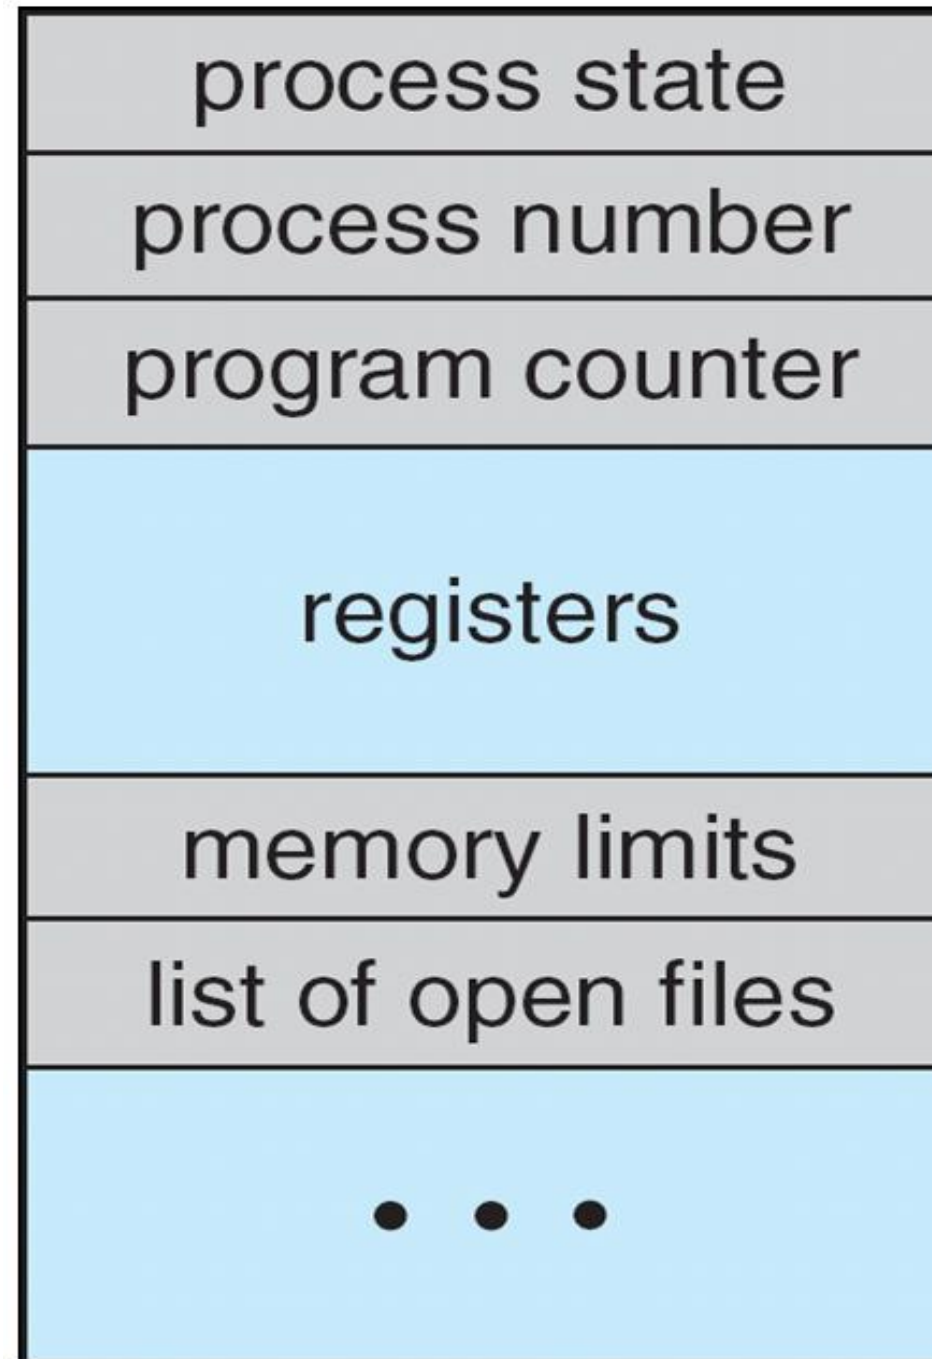 process state
process number
program counter
registers
memory limits
list of open files
• • •